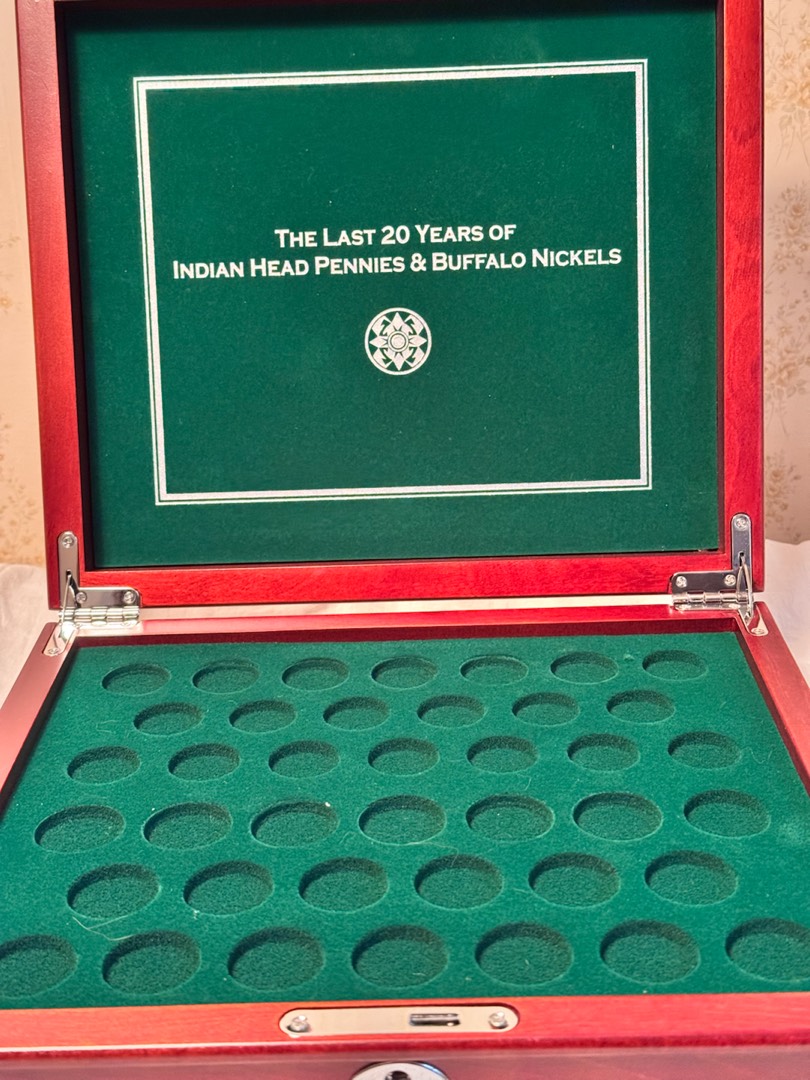 The Last 20 Years of
Indian Head Pennies & Buffalo Nickels